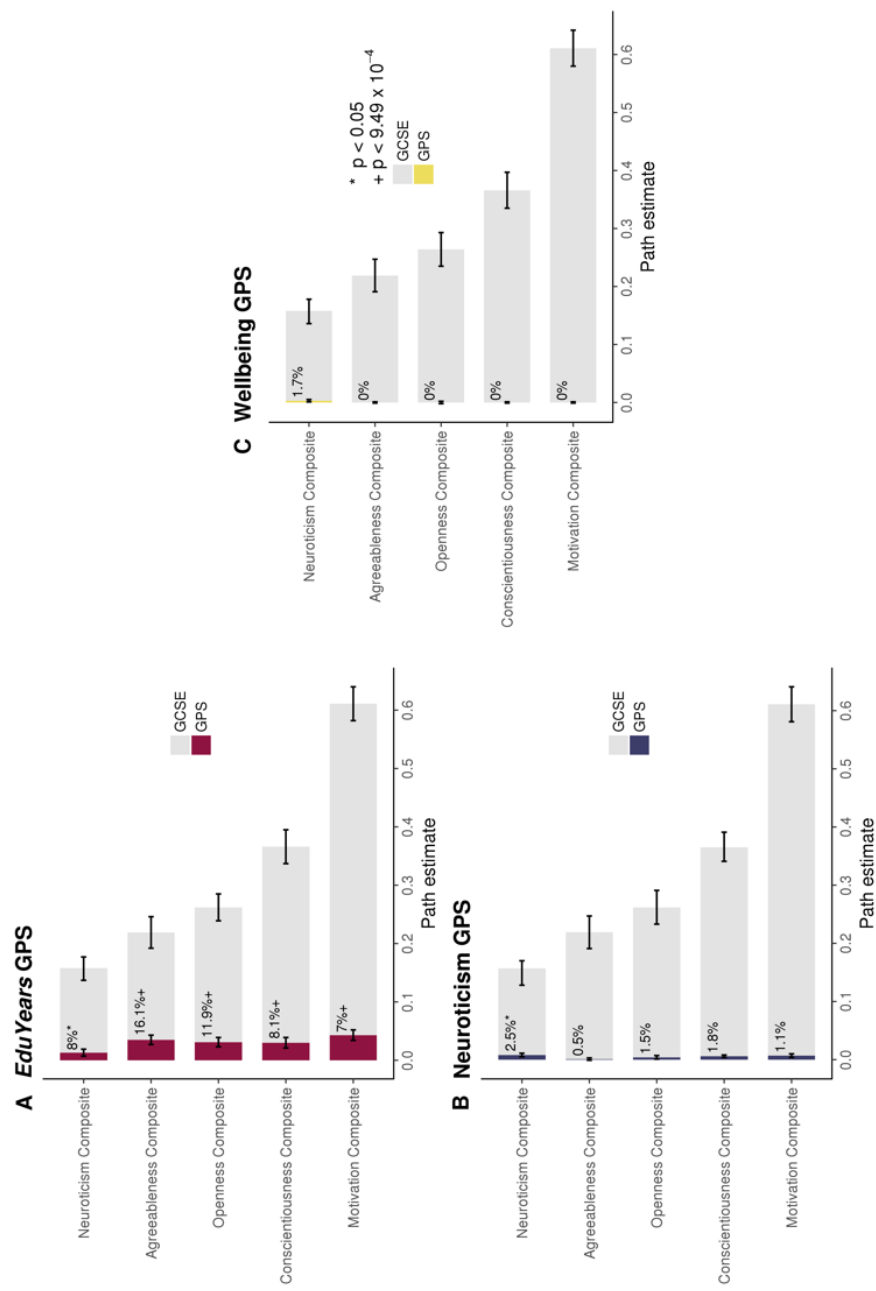 A EduYears GPS
Neuroticism Composite 8%*
Agreeableness Composite 16.1%+
Openness Composite 11.9%+
Conscientiousness Composite 8.1%+
Motivation Composite 7%+
0.0 0.1 0.2 0.3 0.4 0.5 0.6
Path estimate
GCSE
GPS
B Neuroticism GPS
Neuroticism Composite 2.5%*
Agreeableness Composite 0.5%
Openness Composite 1.5%
Conscientiousness Composite 1.8%
Motivation Composite 1.1%
0.0 0.1 0.2 0.3 0.4 0.5 0.6
Path estimate
GCSE
GPS
C Wellbeing GPS
Neuroticism Composite 1.7%
Agreeableness Composite 0%
Openness Composite 0%
Conscientiousness Composite 0%
Motivation Composite 0%
0.0 0.1 0.2 0.3 0.4 0.5 0.6
Path estimate
* p < 0.05
+ p < 9.49 x 10⁻⁴
GCSE
GPS